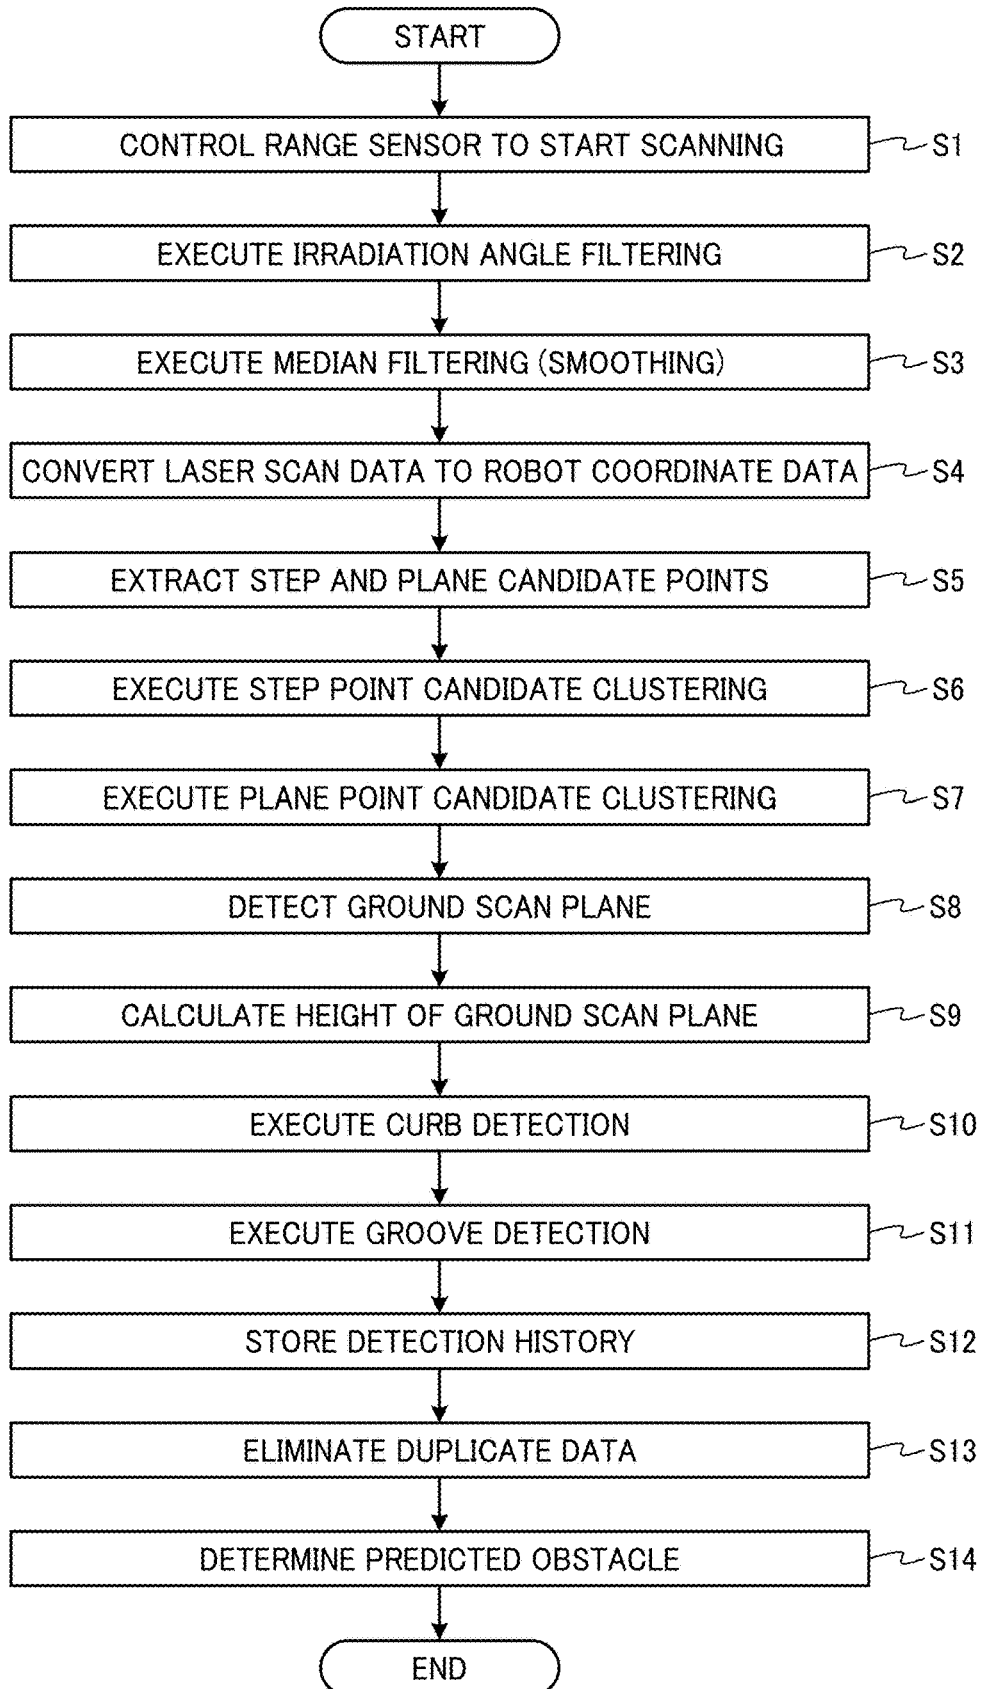 START
CONTROL RANGE SENSOR TO START SCANNING S1
EXECUTE IRRADIATION ANGLE FILTERING S2
EXECUTE MEDIAN FILTERING (SMOOTHING) S3
CONVERT LASER SCAN DATA TO ROBOT COORDINATE DATA S4
EXTRACT STEP AND PLANE CANDIDATE POINTS S5
EXECUTE STEP POINT CANDIDATE CLUSTERING S6
EXECUTE PLANE POINT CANDIDATE CLUSTERING S7
DETECT GROUND SCAN PLANE S8
CALCULATE HEIGHT OF GROUND SCAN PLANE S9
EXECUTE CURB DETECTION S10
EXECUTE GROOVE DETECTION S11
STORE DETECTION HISTORY S12
ELIMINATE DUPLICATE DATA S13
DETERMINE PREDICTED OBSTACLE S14
END